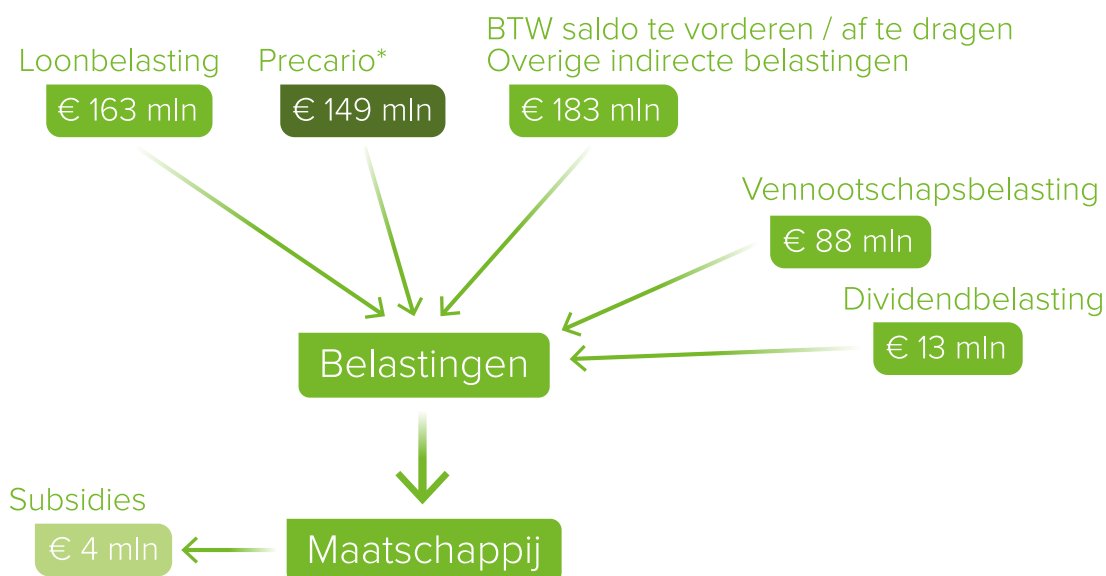 BTW saldo te vorderen / af te dragen
Loonbelasting
Precario*
Overige indirecte belastingen
€ 163 mln
€ 149 mln
€ 183 mln
Vennootschapsbelasting
€ 88 mln
Dividendbelasting
€ 13 mln
Belastingen
Subsidies
€ 4 mln
Maatschappij